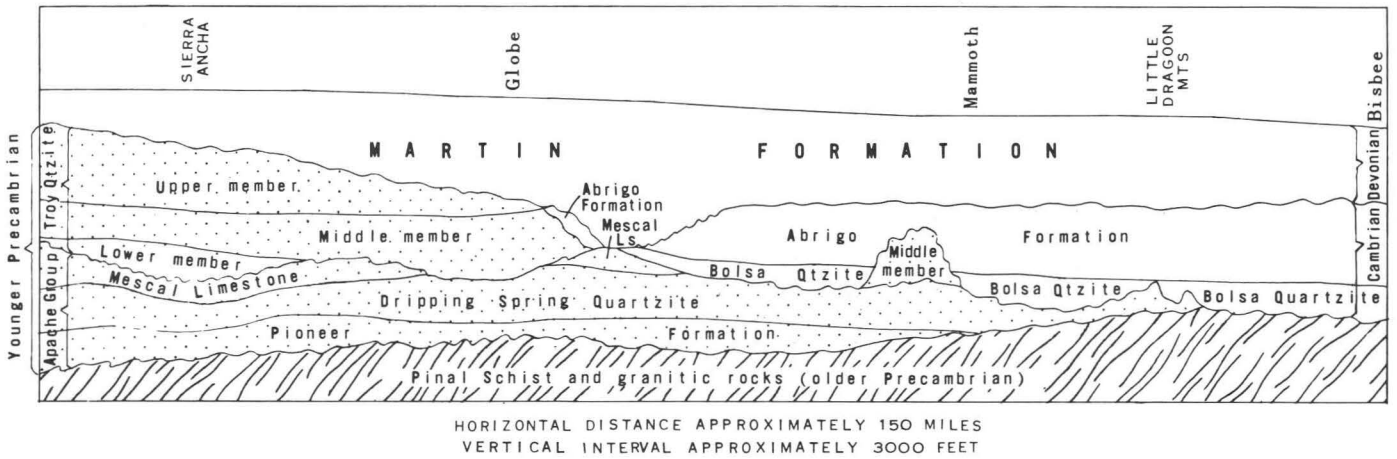 SIERRA
ANCHA
Globe
Mammoth
LITTLE
DRAGOON
MTS
Bisbee
MARTIN FORMATION
Younger Precambrian
Troy Qtzite
Apache Group
Upper member
Middle member
Lower member
Mescal Limestone
Dripping Spring Quartzite
Pioneer Formation
Abrigo
Formation
Mescal
Ls.
Abrigo Formation
Bolsa Qtzite
Middle
member
Bolsa Qtzite
Bolsa Quartzite
Devonian
Cambrian
Pinal Schist and granitic rocks (older Precambrian)
HORIZONTAL DISTANCE APPROXIMATELY 150 MILES
VERTICAL INTERVAL APPROXIMATELY 3000 FEET